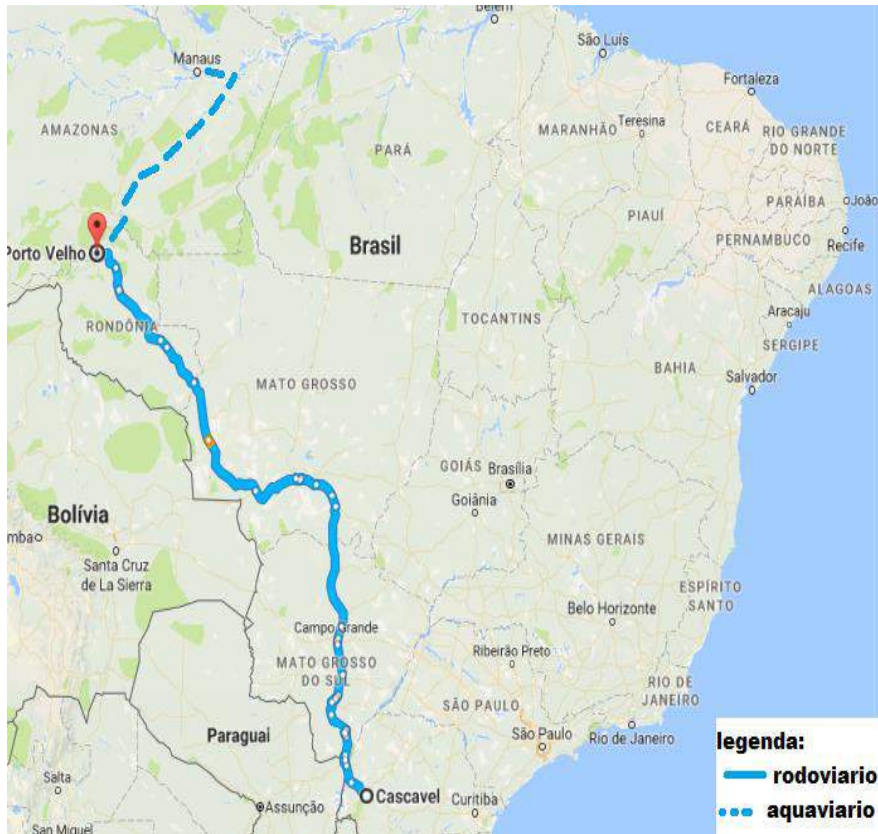 Belém
São Luís
Manaus
Fortaleza
AMAZONAS
MARANHÃO
Teresina
CEARÁ
RIO GRANDE
DO NORTE
PARÁ
PARAÍBA
João
PIAUÍ
Porto Velho
Brasil
PERNAMBUCO
Recife
ALAGOAS
RONDÔNIA
TOCANTINS
Aracaju
SERGIPE
MATO GROSSO
BAHIA
Salvador
GOIÁS
Brasília
Goiânia
Bolívia
mba
Santa Cruz
de La Sierra
MINAS GERAIS
ESPÍRITO
SANTO
Belo Horizonte
Campo Grande
Ribeirão Preto
MATO GROSSO
DO SUL
RIO DE
JANEIRO
SÃO PAULO
Paraguai
São Paulo
Rio de Janeiro
legenda:
rodoviario
aquaviario
Salta
Cascavel
Curitiba
Assunção
San Miguel